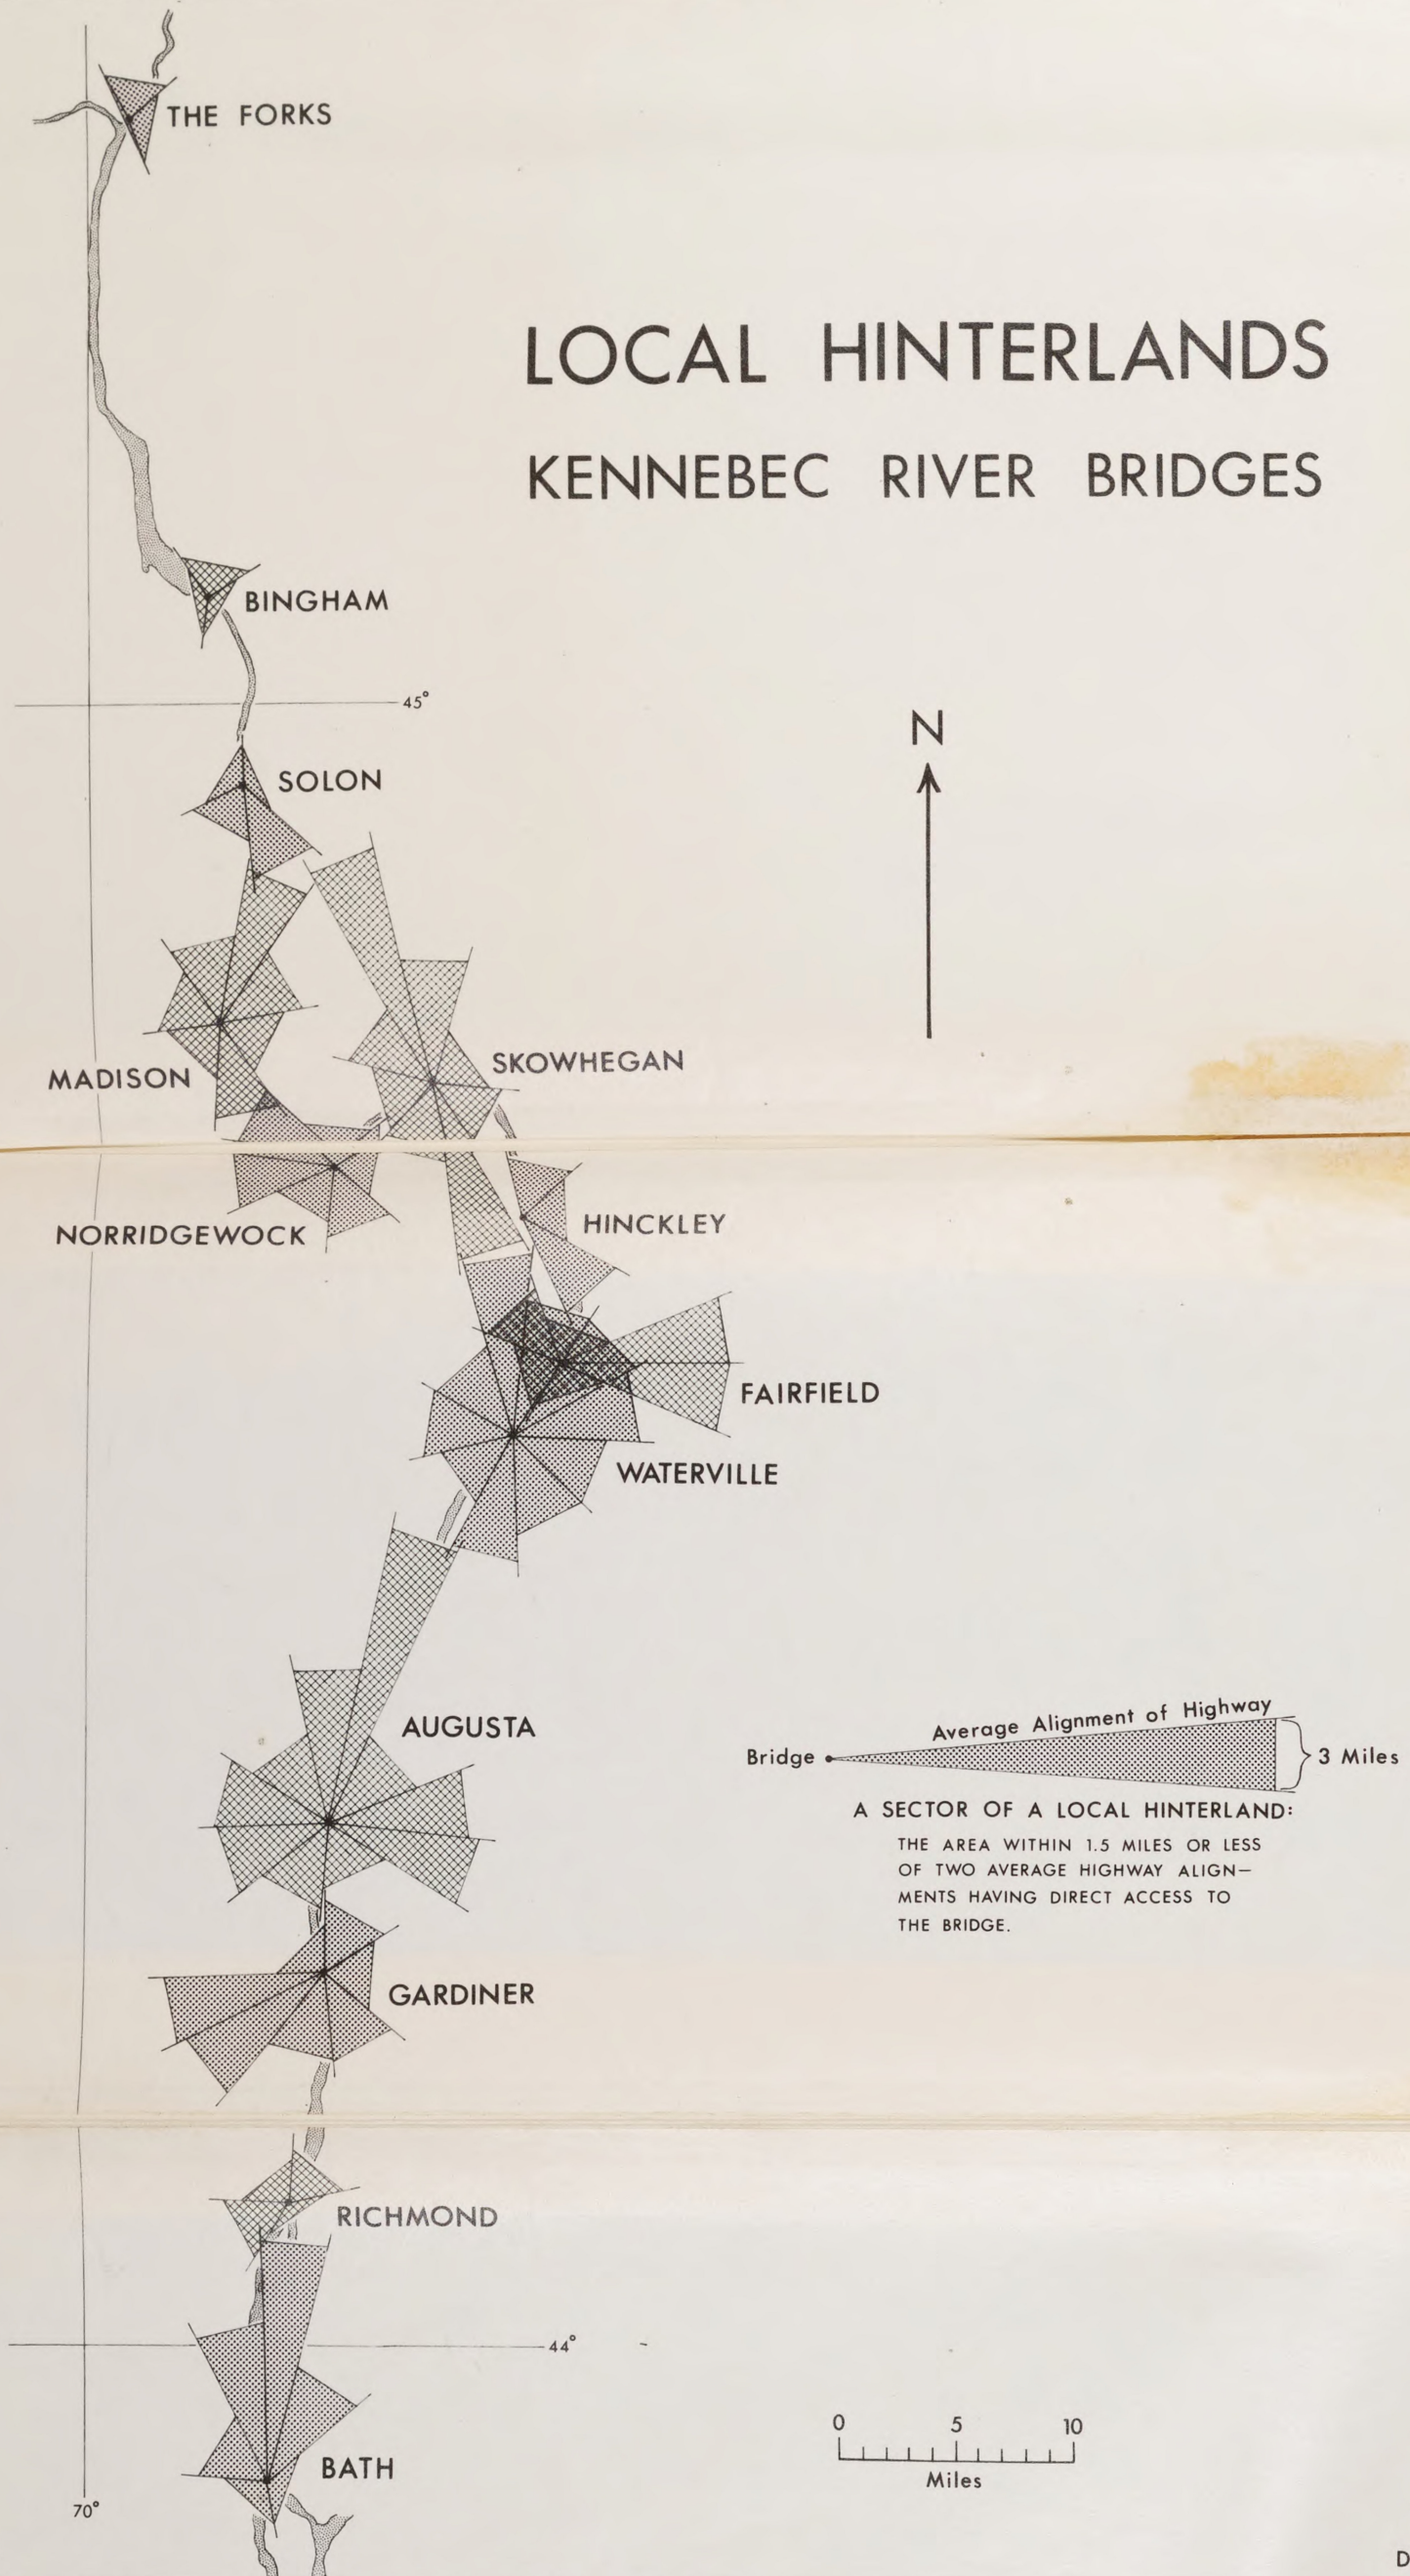 THE FORKS
LOCAL HINTERLANDS
KENNEBEC RIVER BRIDGES
BINGHAM
45°
N
SOLON
SKOWHEGAN
MADISON
HINCKLEY
NORRIDGEWOCK
FAIRFIELD
WATERVILLE
AUGUSTA
Average Alignment of Highway
Bridge
3 Miles
A SECTOR OF A LOCAL HINTERLAND:
THE AREA WITHIN 1.5 MILES OR LESS
OF TWO AVERAGE HIGHWAY ALIGN–
MENTS HAVING DIRECT ACCESS TO
THE BRIDGE.
GARDINER
RICHMOND
44°
0 5 10
Miles
BATH
70°
D